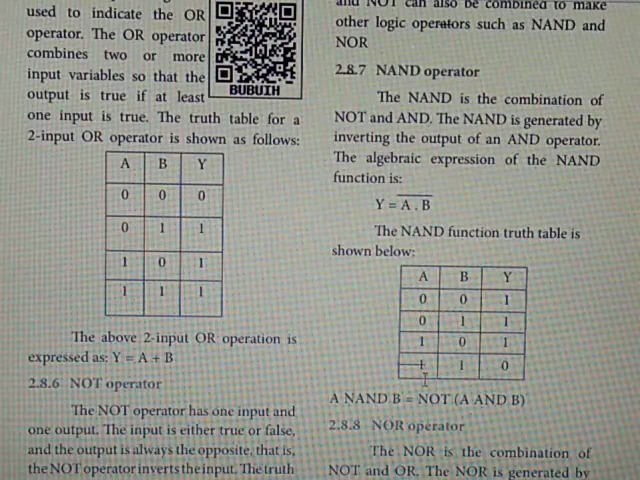 used to indicate the OR
operator. The OR operator
combines two or more
input variables so that the
output is true if at least
BUBUIH
one input is true. The truth table for a
2-input OR operator is shown as follows:
A B Y
0 0 0
0 1 1
1 0 1
1 1 1
The above 2-input OR operation is
expressed as: Y = A + B
2.8.6 NOT operator
The NOT operator has one input and
one output. The input is either true or false,
and the output is always the opposite, that is,
the NOT operator inverts the input. The truth
and NOT can also be combined to make
other logic operators such as NAND and
NOR
2.8.7 NAND operator
The NAND is the combination of
NOT and AND. The NAND is generated by
inverting the output of an AND operator.
The algebraic expression of the NAND
function is:
Y = A . B
The NAND function truth table is
shown below:
A B Y
0 0 1
0 1 1
1 0 1
1 1 0
A NAND B = NOT (A AND B)
2.8.8 NOR operator
The NOR is the combination of
NOT and OR. The NOR is generated by